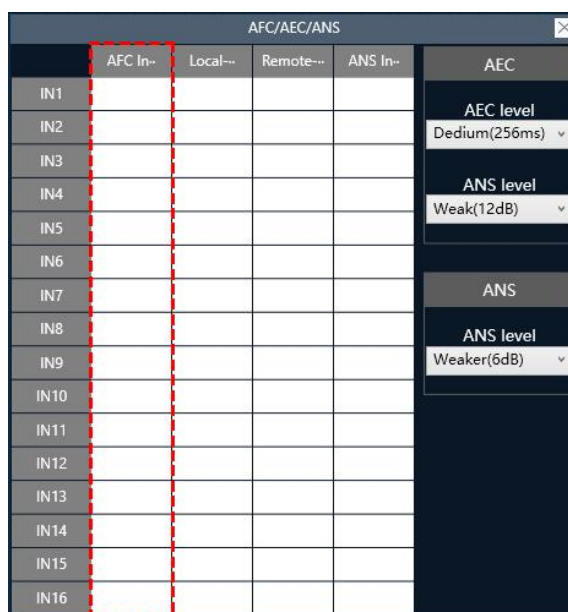 AFC/AEC/ANS
AFC In··
Local-··
Remote-··
ANS In··
IN1
IN2
IN3
IN4
IN5
IN6
IN7
IN8
IN9
IN10
IN11
IN12
IN13
IN14
IN15
IN16
AEC
AEC level
Dedium(256ms)
ANS level
Weak(12dB)
ANS
ANS level
Weaker(6dB)